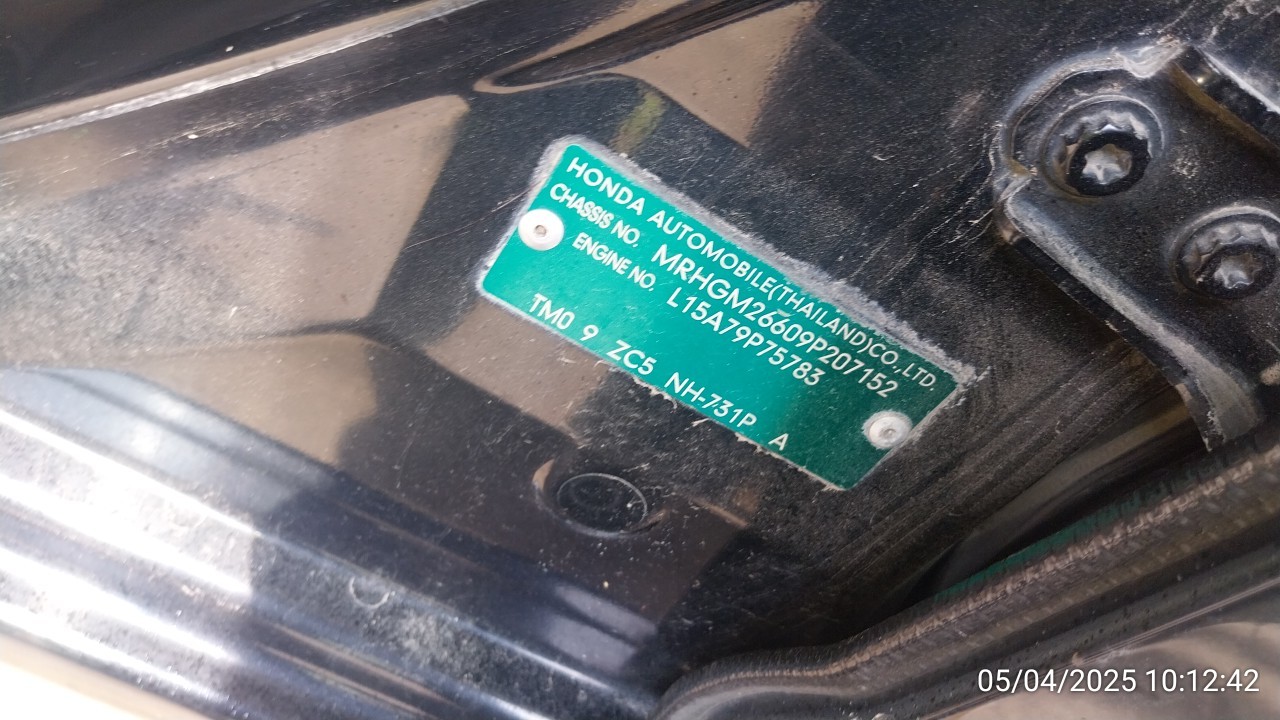 HONDA AUTOMOBILE(THAILAND)CO.,LTD.
CHASSIS NO. MRHGM26609P207152
ENGINE NO. L15A79P75783
TM0 9 ZC5 NH-731P A
05/04/2025 10:12:42